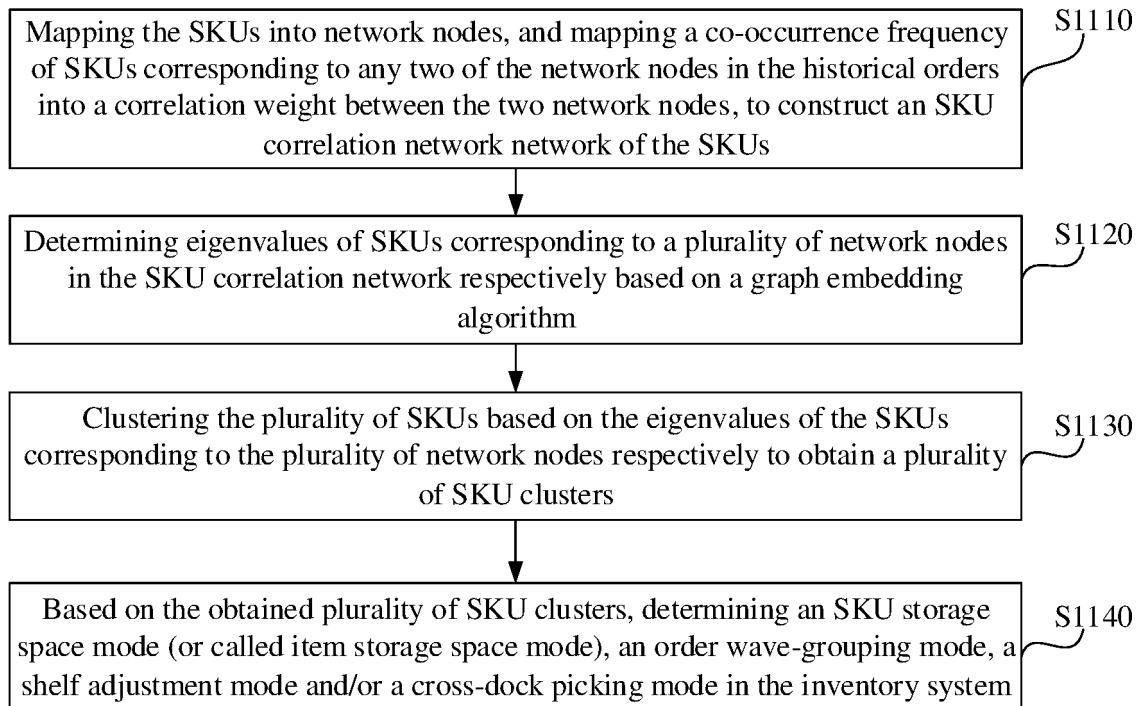 Mapping the SKUs into network nodes, and mapping a co-occurrence frequency
of SKUs corresponding to any two of the network nodes in the historical orders
into a correlation weight between the two network nodes, to construct an SKU
correlation network network of the SKUs
S1110
Determining eigenvalues of SKUs corresponding to a plurality of network nodes
in the SKU correlation network respectively based on a graph embedding
algorithm
S1120
Clustering the plurality of SKUs based on the eigenvalues of the SKUs
corresponding to the plurality of network nodes respectively to obtain a plurality
of SKU clusters
S1130
Based on the obtained plurality of SKU clusters, determining an SKU storage
space mode (or called item storage space mode), an order wave-grouping mode, a
shelf adjustment mode and/or a cross-dock picking mode in the inventory system
S1140